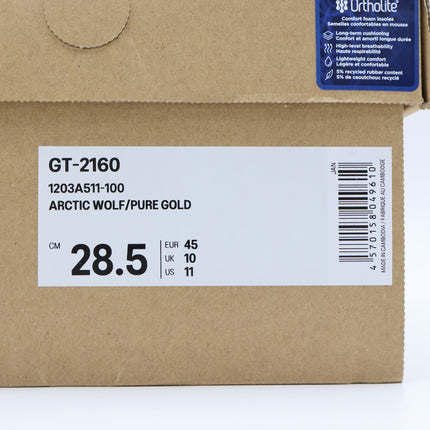 Ortholite
Comfort foam insoles
Semelles confortables en mousse
Long-term cushioning
Confort et amorti longue durée
High-level breathability
Haute respirabilité
Lightweight comfort
Légère et confortable
5% recycled rubber content
5% de caoutchouc recyclé
GT-2160
1203A511-100
ARCTIC WOLF/PURE GOLD
CM 28.5
EUR 45
UK 10
US 11
JAN
4 570158 049610
MADE IN CAMBODIA / FABRIQUE AU CAMBODGE